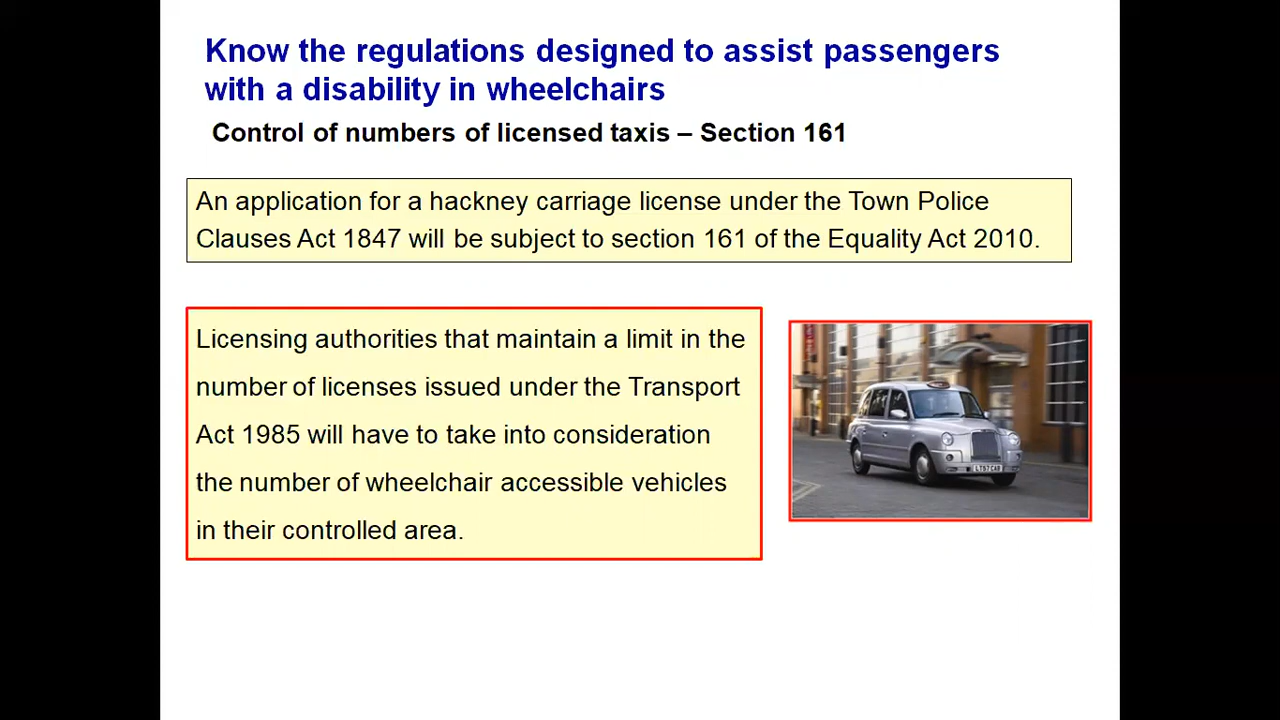 Know the regulations designed to assist passengers
with a disability in wheelchairs
Control of numbers of licensed taxis – Section 161
An application for a hackney carriage license under the Town Police
Clauses Act 1847 will be subject to section 161 of the Equality Act 2010.
Licensing authorities that maintain a limit in the
number of licenses issued under the Transport
Act 1985 will have to take into consideration
the number of wheelchair accessible vehicles
in their controlled area.